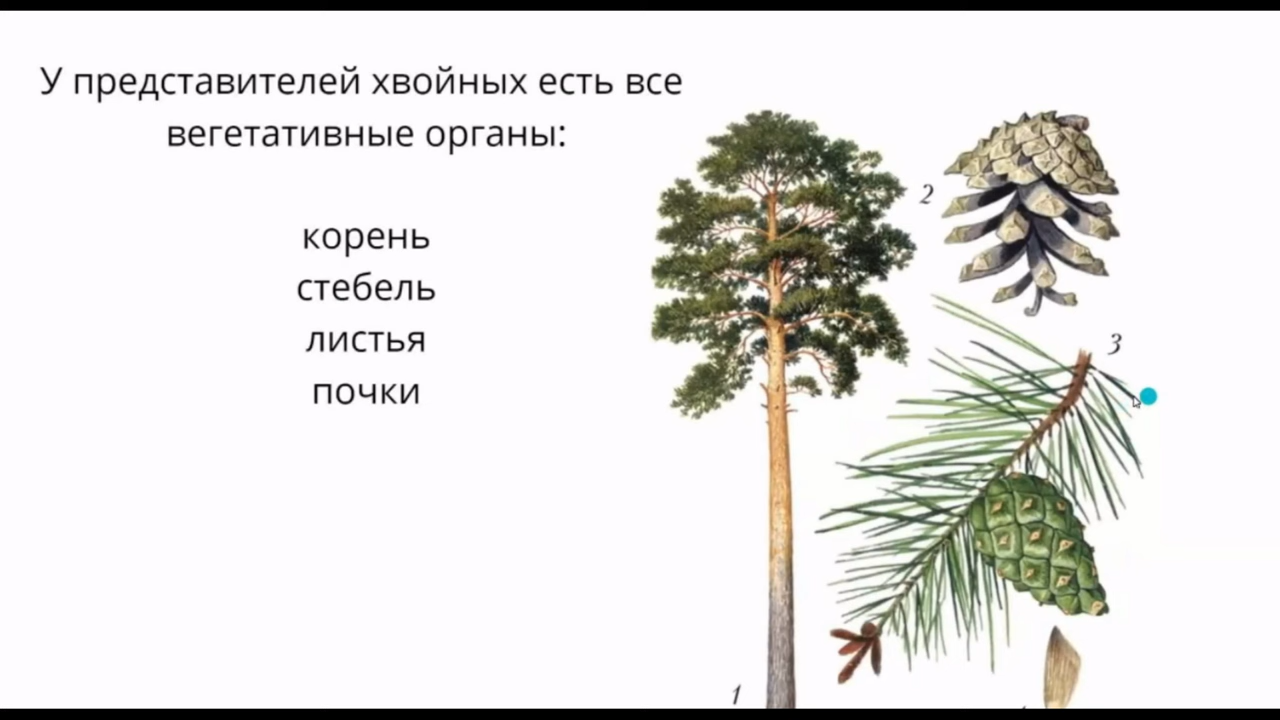 У представителей хвойных есть все
вегетативные органы:
корень
стебель
листья
почки
2
3
1